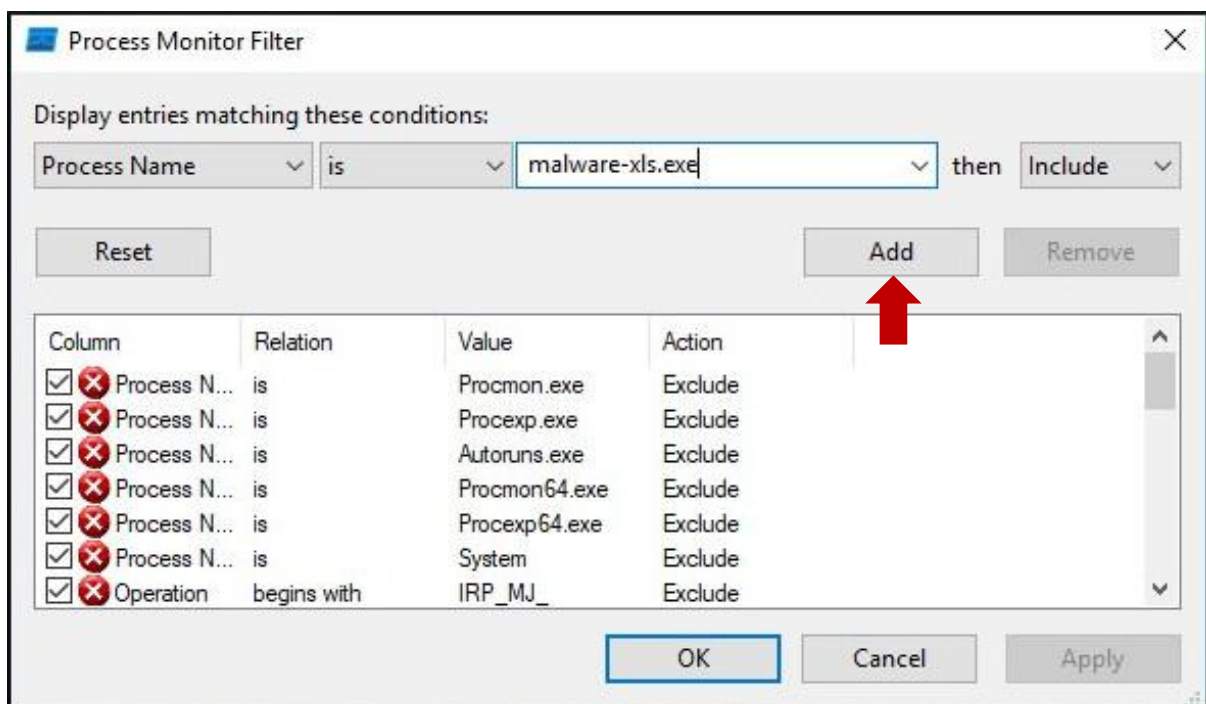 Process Monitor Filter
Display entries matching these conditions:
Process Name is malware-xls.exe then Include
Reset Add Remove
Column Relation Value Action
Process N... is Procmon.exe Exclude
Process N... is Procexp.exe Exclude
Process N... is Autoruns.exe Exclude
Process N... is Procmon64.exe Exclude
Process N... is Procexp64.exe Exclude
Process N... is System Exclude
Operation begins with IRP_MJ_ Exclude
OK Cancel Apply